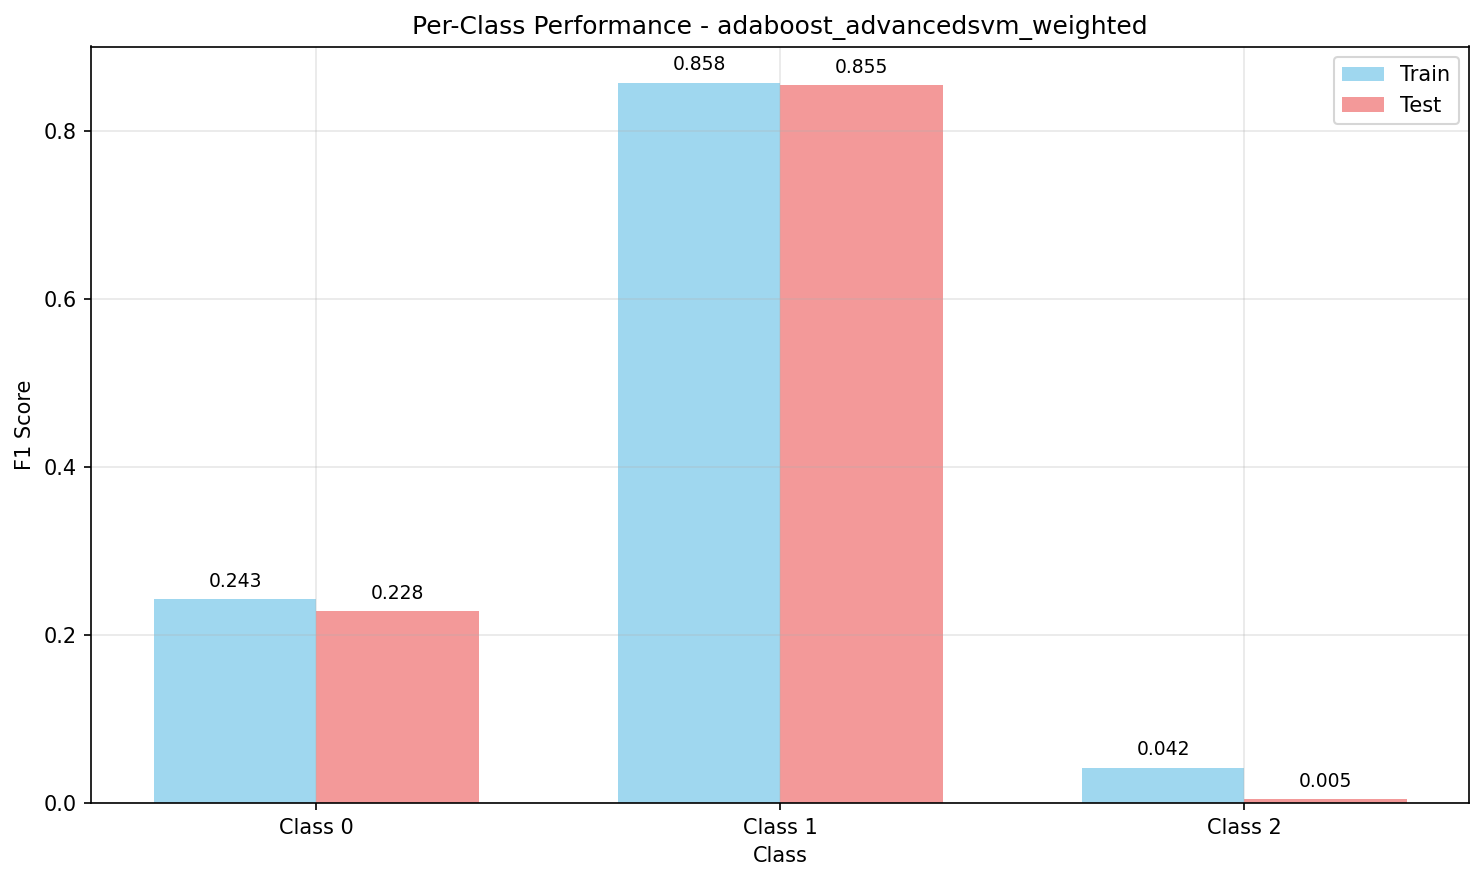 Per-Class Performance - adaboost_advancedsvm_weighted
Train
Test
0.858
0.855
0.243
0.228
0.042
0.005
F1 Score
0.8
0.6
0.4
0.2
0.0
Class 0
Class 1
Class 2
Class